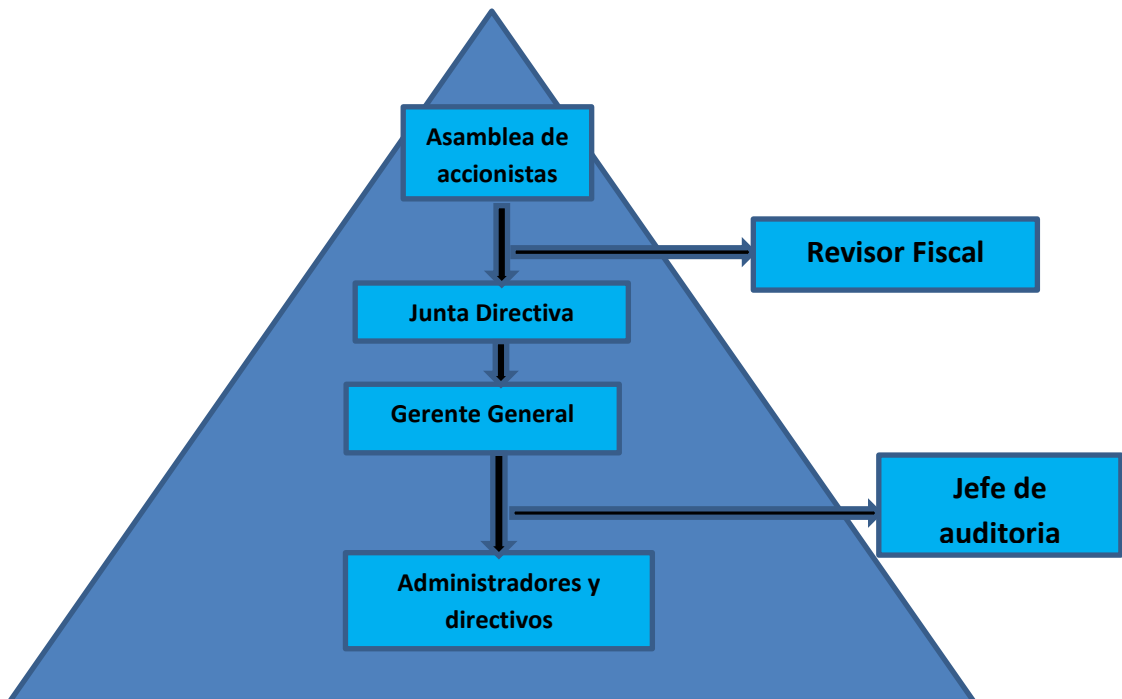 Asamblea de
accionistas
Revisor Fiscal
Junta Directiva
Gerente General
Jefe de
auditoria
Administradores y
directivos